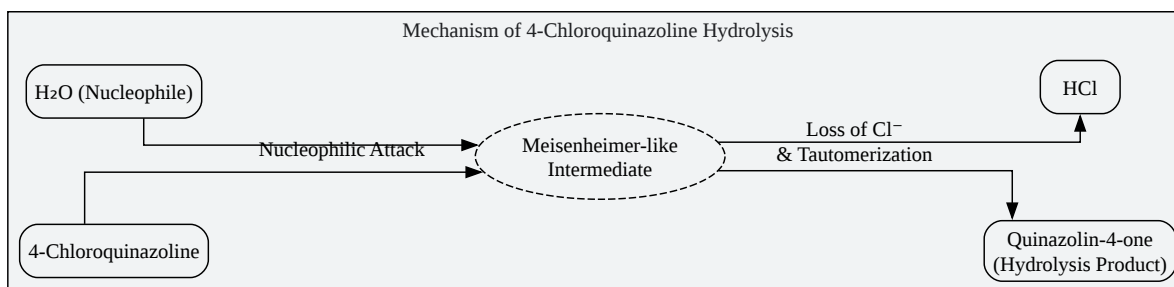 Mechanism of 4-Chloroquinazoline Hydrolysis
H₂O (Nucleophile)
HCl
Nucleophilic Attack
Meisenheimer-like
Intermediate
Loss of Cl⁻
& Tautomerization
4-Chloroquinazoline
Quinazolin-4-one
(Hydrolysis Product)